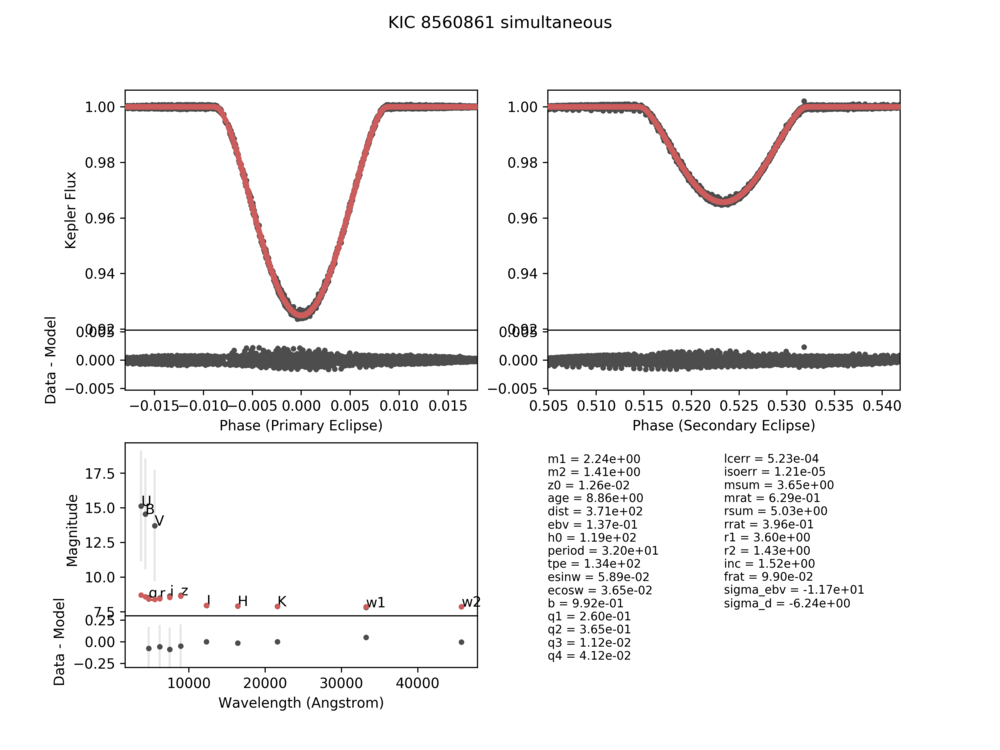 KIC 8560861 simultaneous
1.00
0.98
0.96
0.94
0.92
Kepler Flux
1.00
0.98
0.96
0.94
0.92
0.005
0.000
−0.005
Data - Model
−0.015 −0.010 −0.005 0.000 0.005 0.010 0.015
Phase (Primary Eclipse)
0.005
0.000
−0.005
0.505 0.510 0.515 0.520 0.525 0.530 0.535 0.540
Phase (Secondary Eclipse)
17.5
15.0
12.5
10.0
7.5
Magnitude
U
B
V
g r i z
J H K w1 w2
0.25
0.00
−0.25
Data - Model
10000 20000 30000 40000
Wavelength (Angstrom)
m1 = 2.24e+00
m2 = 1.41e+00
z0 = 1.26e-02
age = 8.86e+00
dist = 3.71e+02
ebv = 1.37e-01
h0 = 1.19e+02
period = 3.20e+01
tpe = 1.34e+02
esinw = 5.89e-02
ecosw = 3.65e-02
b = 9.92e-01
q1 = 2.60e-01
q2 = 3.65e-01
q3 = 1.12e-02
q4 = 4.12e-02
lcerr = 5.23e-04
isoerr = 1.21e-05
msum = 3.65e+00
mrat = 6.29e-01
rsum = 5.03e+00
rrat = 3.96e-01
r1 = 3.60e+00
r2 = 1.43e+00
inc = 1.52e+00
frat = 9.90e-02
sigma_ebv = -1.17e+01
sigma_d = -6.24e+00